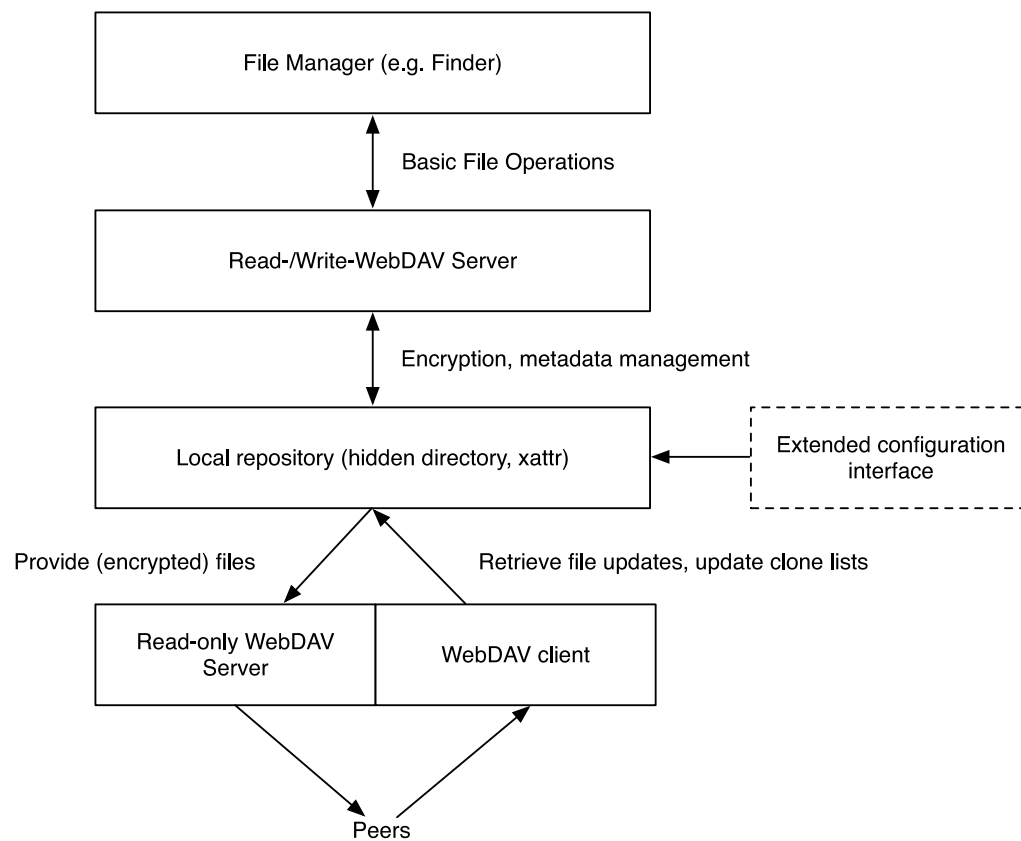 File Manager (e.g. Finder)
Basic File Operations
Read-/Write-WebDAV Server
Encryption, metadata management
Local repository (hidden directory, xattr)
Extended configuration
interface
Provide (encrypted) files
Retrieve file updates, update clone lists
Read-only WebDAV
Server
WebDAV client
Peers